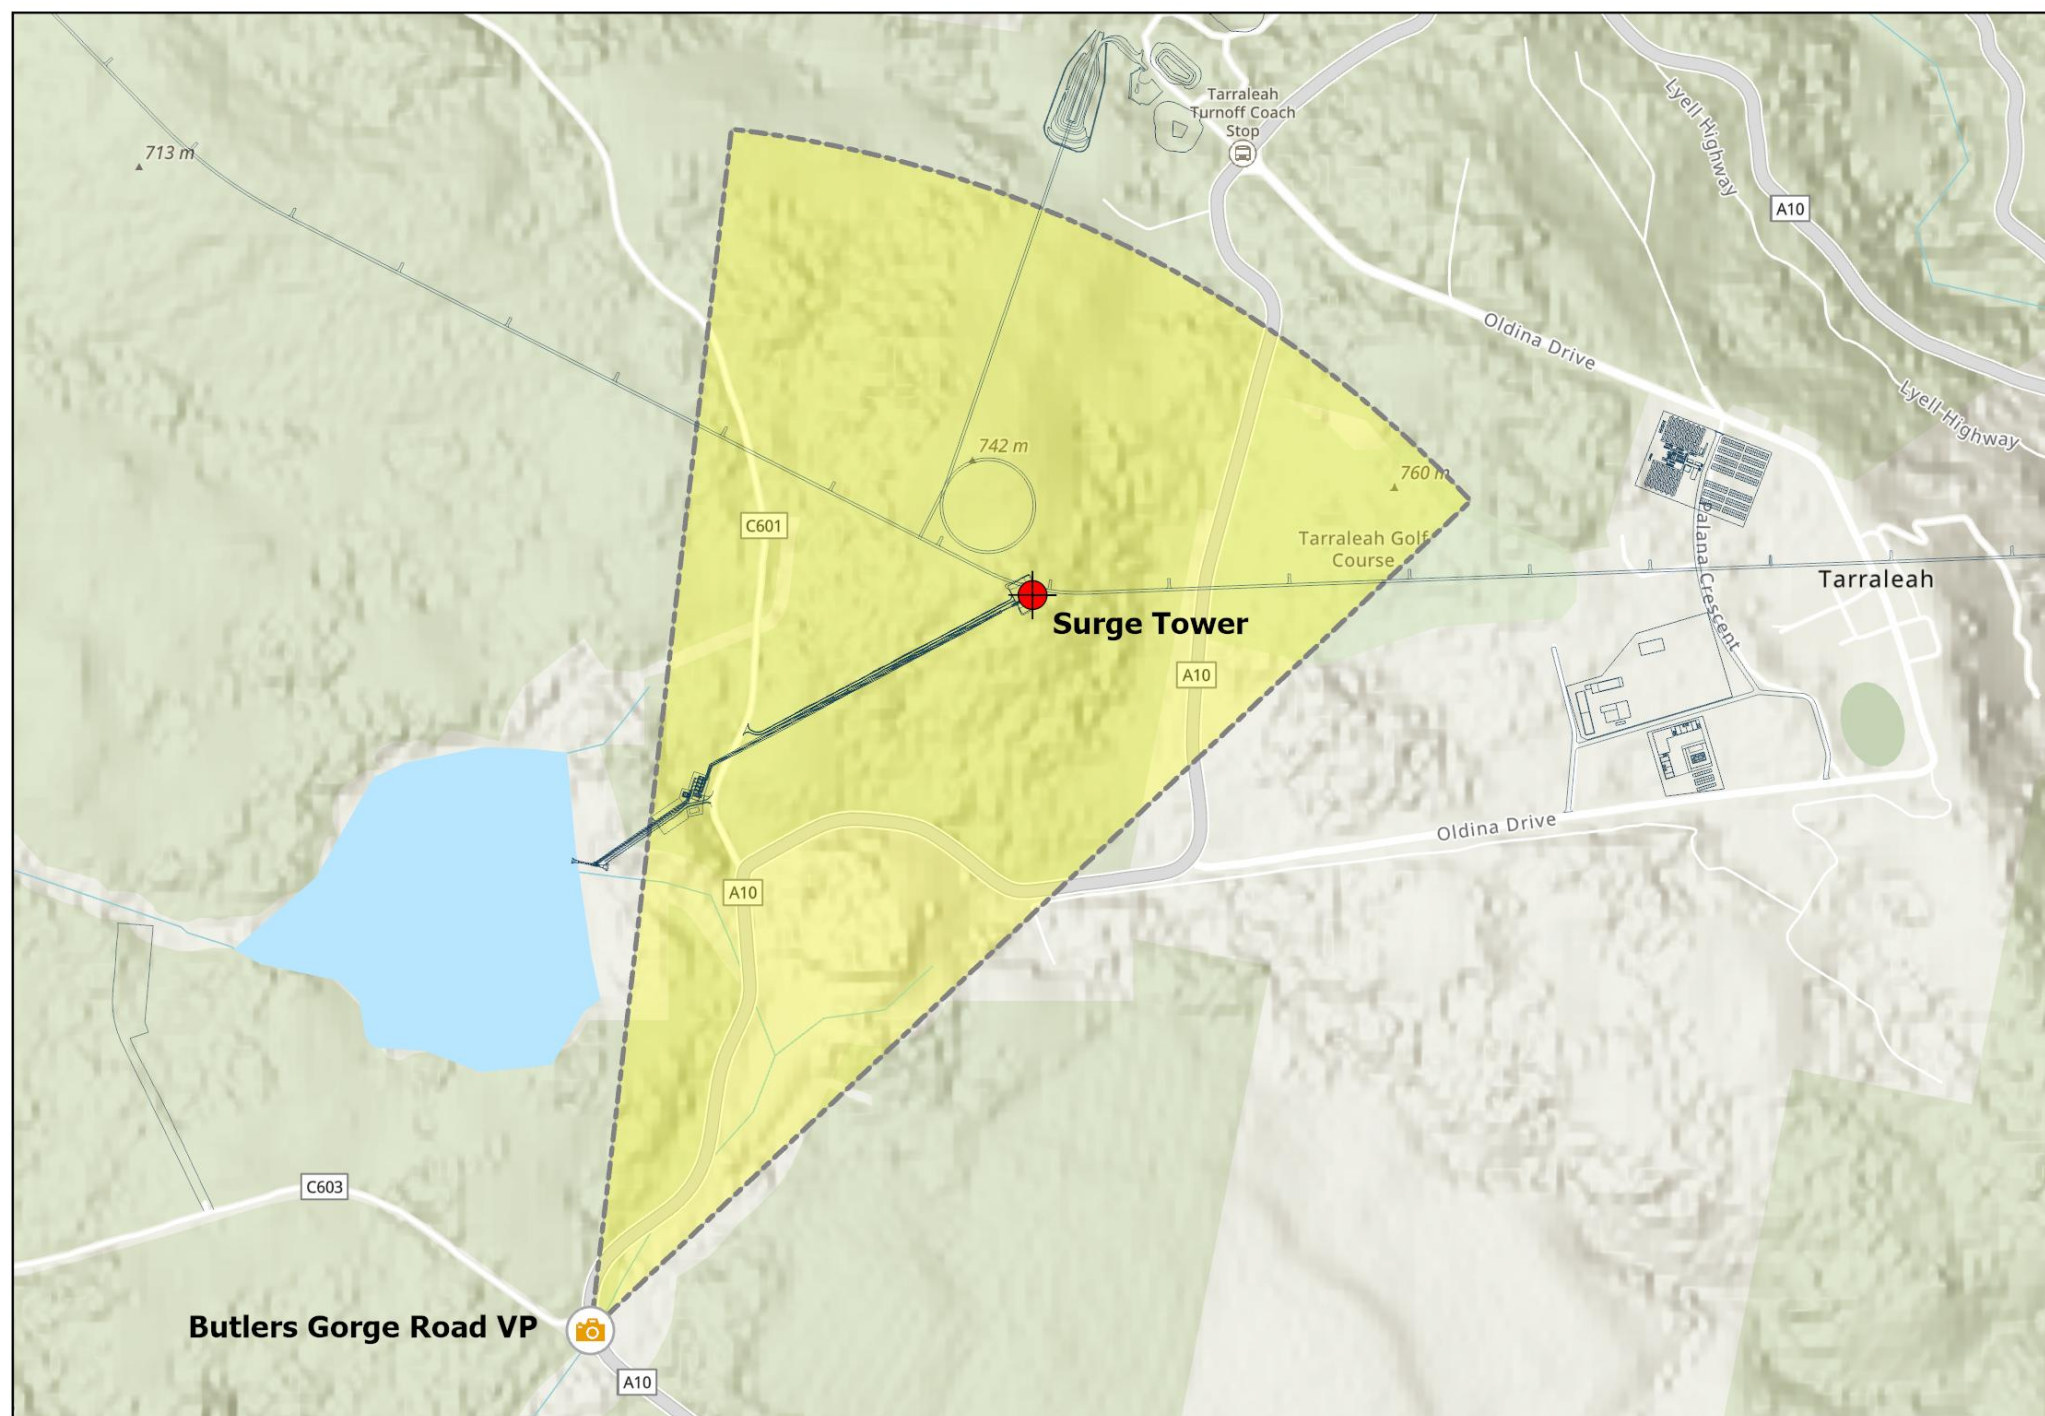 Tarraleah
Turnoff Coach
Stop
713 m
Lyell Highway
A10
Oldina Drive
Lyell Highway
742 m
760 m
C601
Tarraleah Golf
Course
Palana Crescent
Tarraleah
Surge Tower
A10
Oldina Drive
A10
C603
Butlers Gorge Road VP
A10